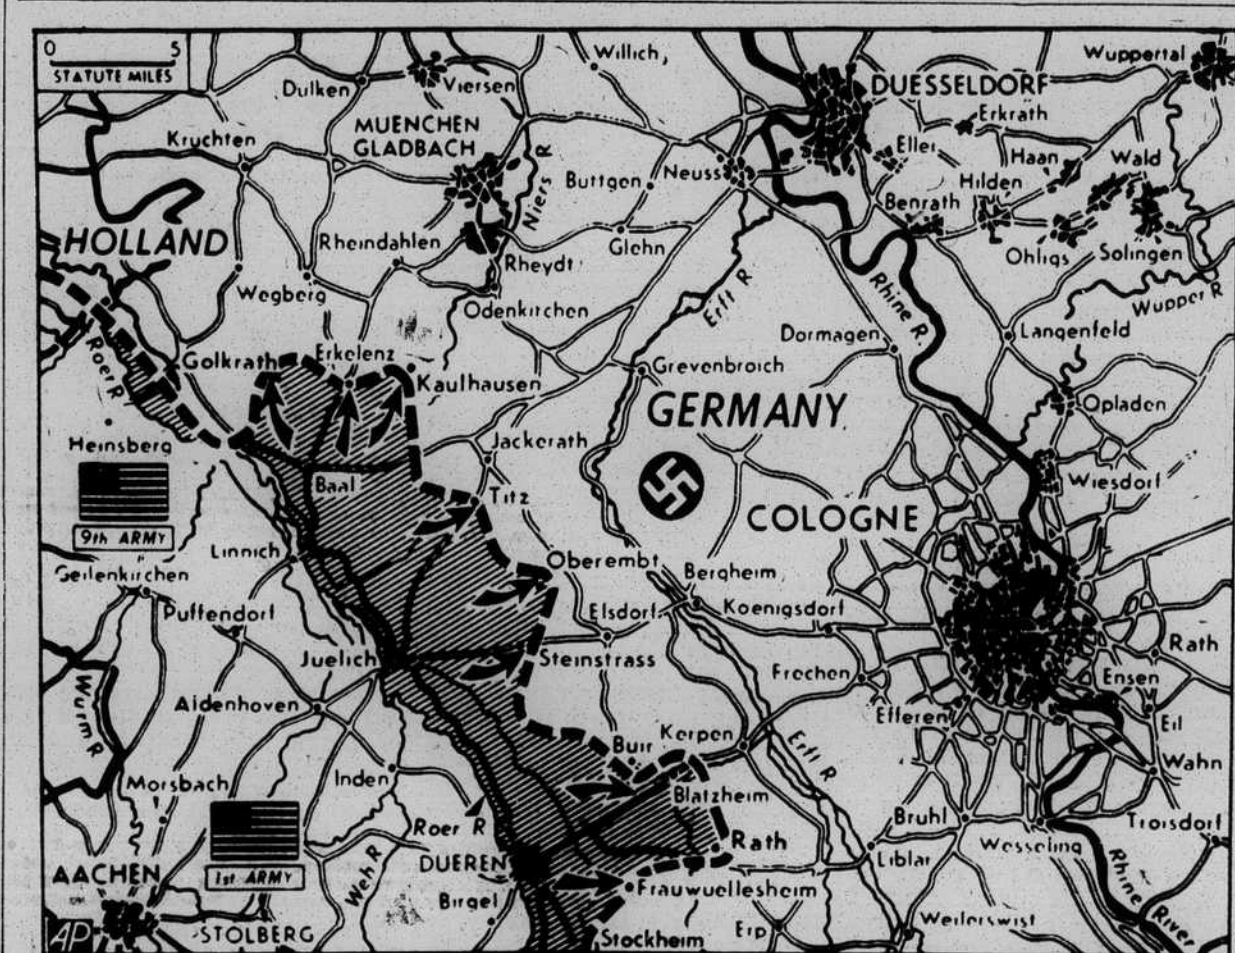 0 5
STATUTE MILES
Dulken
Viersen
Willich
DUESSELDORF
Wuppertal
Kruchten
MUENCHEN
GLADBACH
Niers R
Buttgen
Neuss
Erkrath
Eller
Haan
Wald
Hilden
Benrath
HOLLAND
Rheindahlen
Rheydt
Glehn
Ohligs
Solingen
Wegberg
Odenkirchen
Erft R
Rhine R.
Wupper R
Dormagen
Langenfeld
Roer R
Golkrath
Erkelenz
Kaulhausen
Grevenbroich
GERMANY
Opladen
Heinsberg
Jackerath
9th ARMY
Baal
Titz
COLOGNE
Wiesdorf
Linnich
Geilenkirchen
Oberembt
Bergheim
Puffendorf
Elsdorf
Koenigsdorf
Juelich
Steinstrass
Frechen
Rath
Ensen
Wurm R
Aldenhoven
Efferen
Eil
Buir
Kerpen
Erft R
Wahn
Morsbach
Inden
Blatzheim
Roer R
Rath
Bruhl
Wesseling
Troisdorf
AACHEN
1st ARMY
Weh R
DUEREN
Liblar
Frauwuellesheim
Birgel
Erp
Weilerswist
Rhine River
AP
STOLBERG
Stockheim